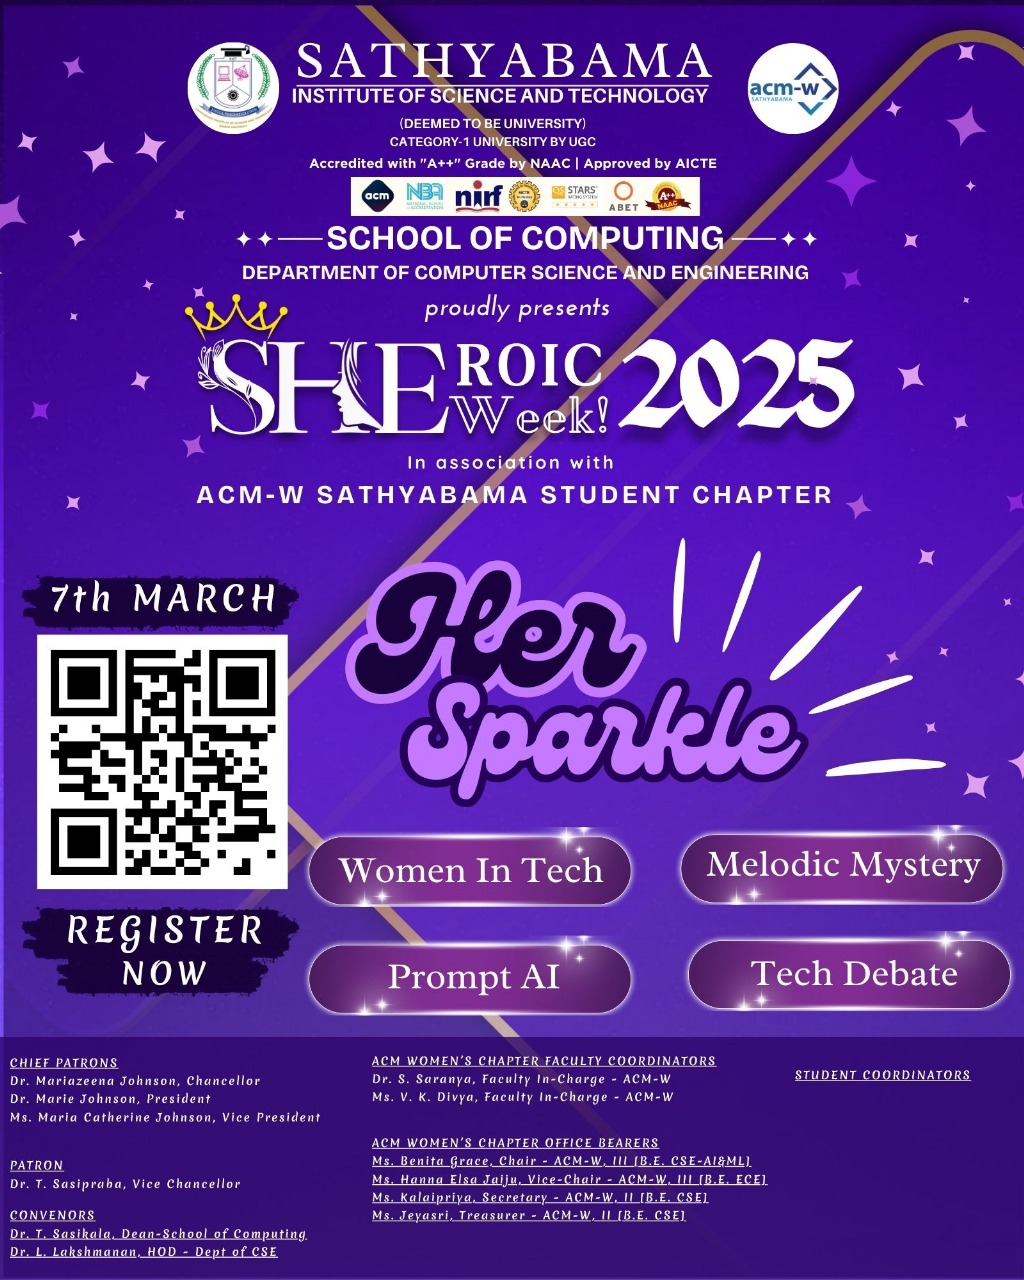 SATHYABAMA
INSTITUTE OF SCIENCE AND TECHNOLOGY
(DEEMED TO BE UNIVERSITY)
CATEGORY-1 UNIVERSITY BY UGC
Accredited with "A++" Grade by NAAC | Approved by AICTE
acm-w
SATHYABAMA
acm NBA nirf QS STARS ABET A++ NAAC
SCHOOL OF COMPUTING
DEPARTMENT OF COMPUTER SCIENCE AND ENGINEERING
proudly presents
SHEROIC Week! 2025
In association with
ACM-W SATHYABAMA STUDENT CHAPTER
7th MARCH
Her
Sparkle
REGISTER
NOW
Women In Tech
Melodic Mystery
Prompt AI
Tech Debate
CHIEF PATRONS
Dr. Mariazeena Johnson, Chancellor
Dr. Marie Johnson, President
Ms. Maria Catherine Johnson, Vice President
PATRON
Dr. T. Sasipraba, Vice Chancellor
CONVENORS
Dr. T. Sasikala, Dean-School of Computing
Dr. L. Lakshmanan, HOD - Dept of CSE
ACM WOMEN'S CHAPTER FACULTY COORDINATORS
Dr. S. Saranya, Faculty In-Charge - ACM-W
Ms. V. K. Divya, Faculty In-Charge - ACM-W
ACM WOMEN'S CHAPTER OFFICE BEARERS
Ms. Benita Grace, Chair - ACM-W, III [B.E. CSE-AI&ML]
Ms. Hanna Elsa Jaiju, Vice-Chair - ACM-W, III [B.E. ECE]
Ms. Kalaipriya, Secretary - ACM-W, II [B.E. CSE]
Ms. Jeyasri, Treasurer - ACM-W, II [B.E. CSE]
STUDENT COORDINATORS